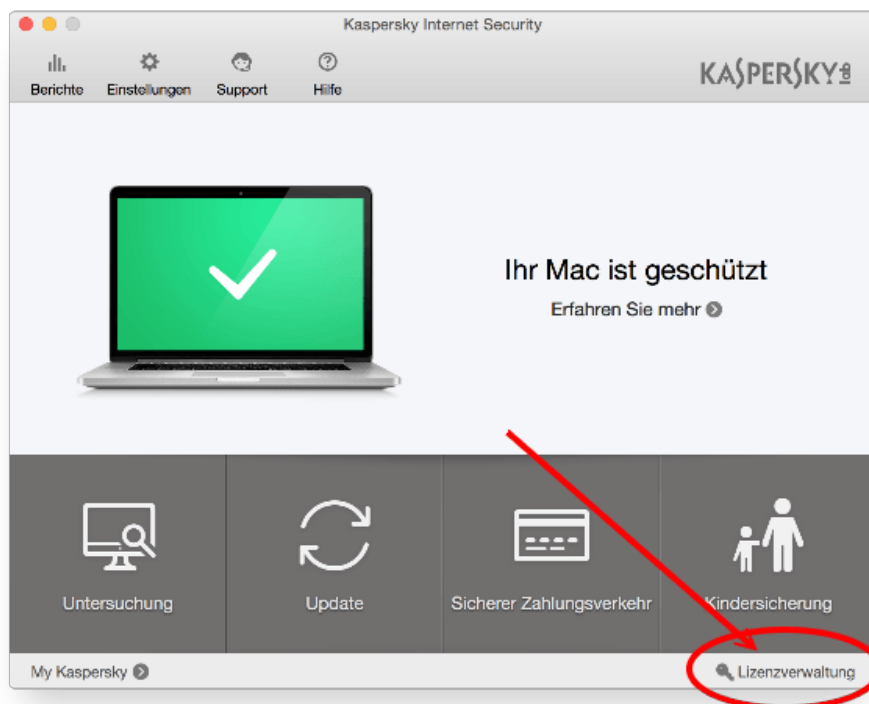 Kaspersky Internet Security
Berichte Einstellungen Support Hilfe
KASPERSKY lab
Ihr Mac ist geschützt
Erfahren Sie mehr
Untersuchung Update Sicherer Zahlungsverkehr Kindersicherung
My Kaspersky Lizenzverwaltung